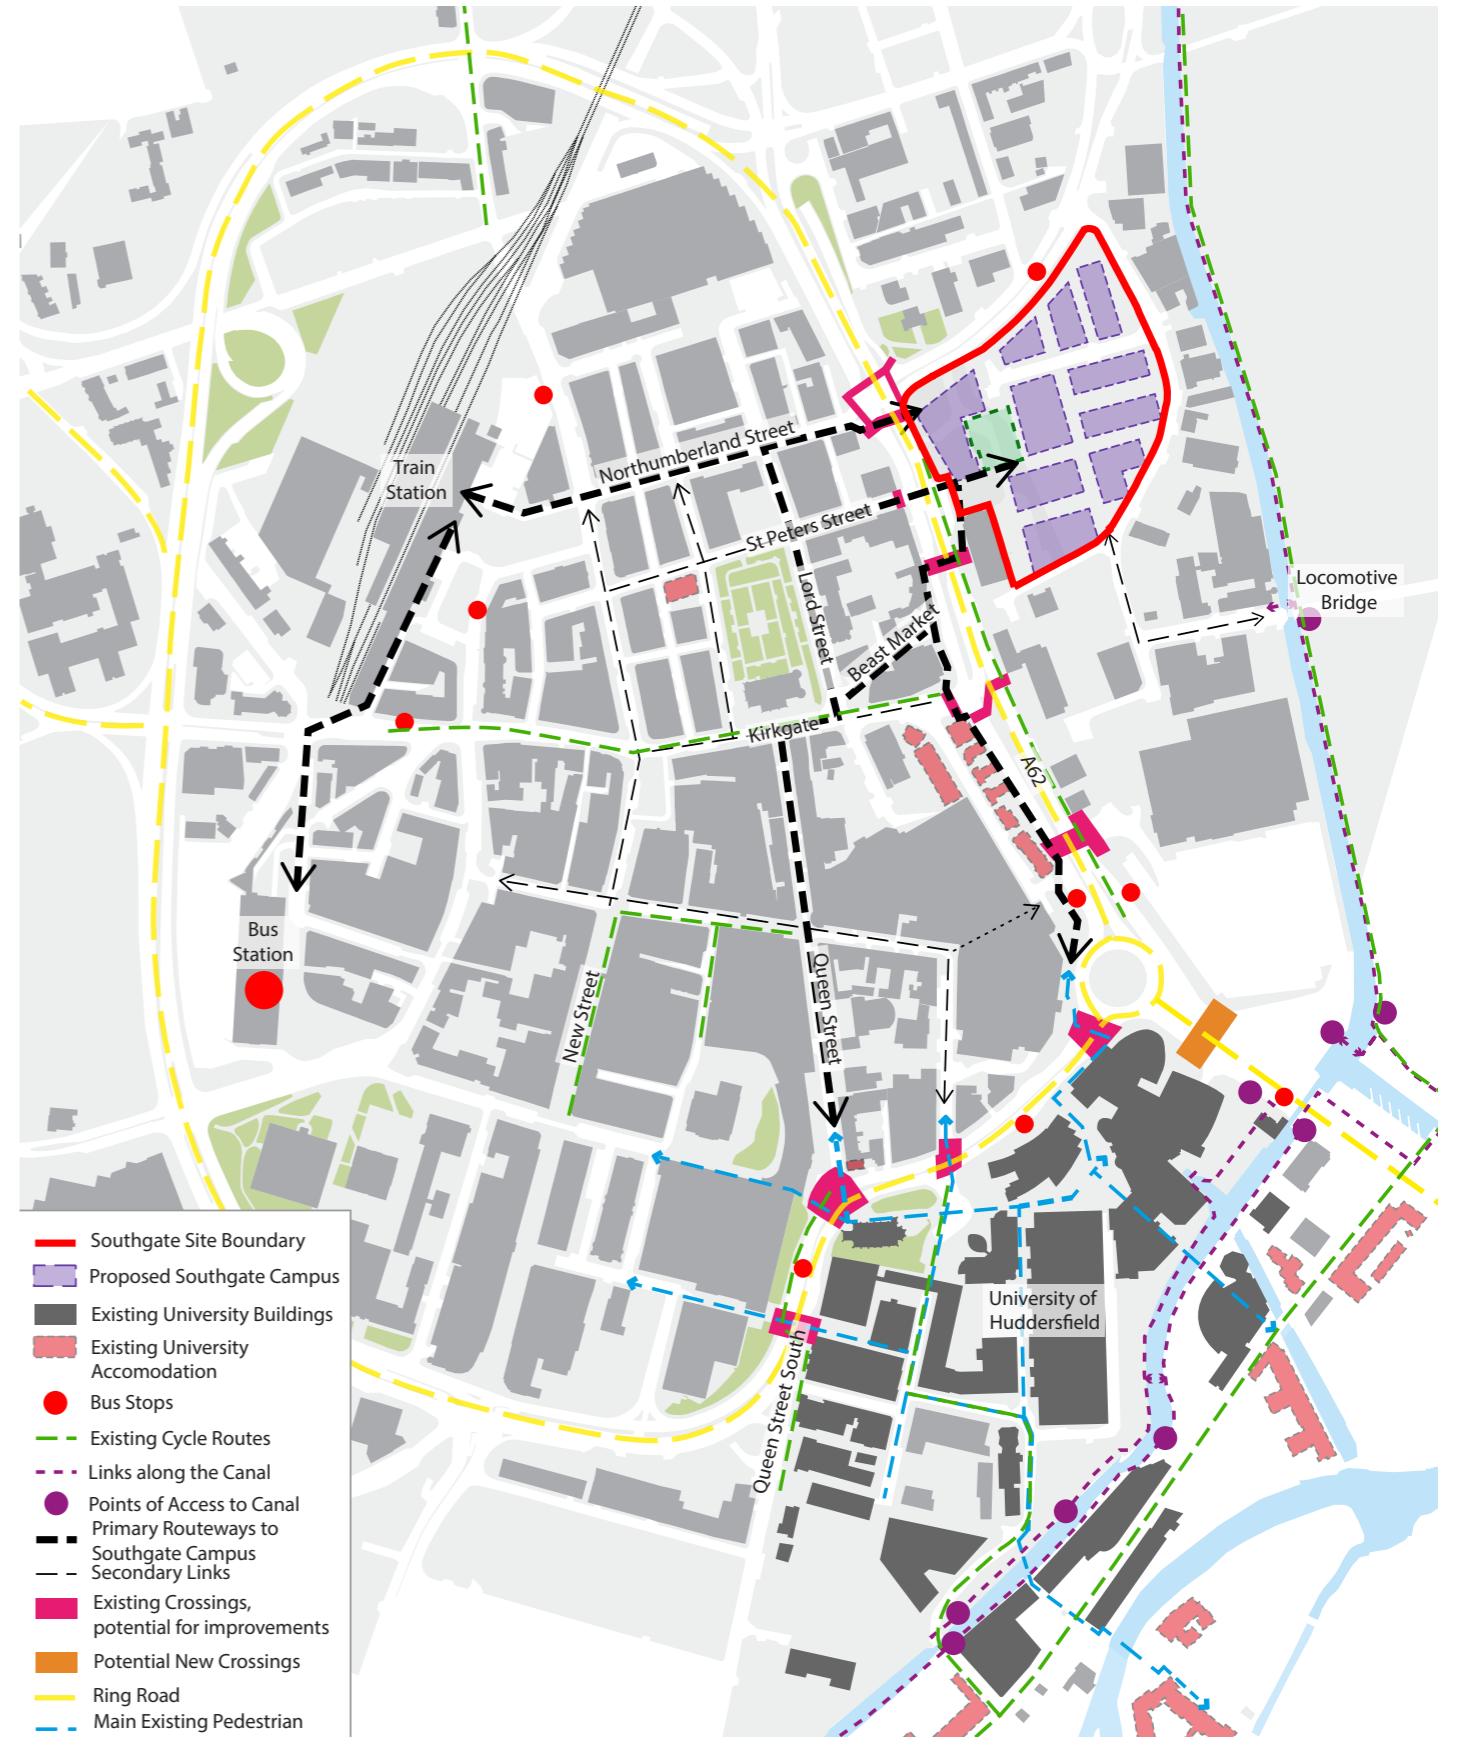 Northumberland Street
Train
Station
St Peters Street
Lord Street
Beast Market
Locomotive
Bridge
Kirkgate
A62
Bus
Station
New Street
Queen Street
University of
Huddersfield
Queen Street South
Southgate Site Boundary
Proposed Southgate Campus
Existing University Buildings
Existing University
Accomodation
Bus Stops
Existing Cycle Routes
Links along the Canal
Points of Access to Canal
Primary Routeways to
Southgate Campus
Secondary Links
Existing Crossings,
potential for improvements
Potential New Crossings
Ring Road
Main Existing Pedestrian